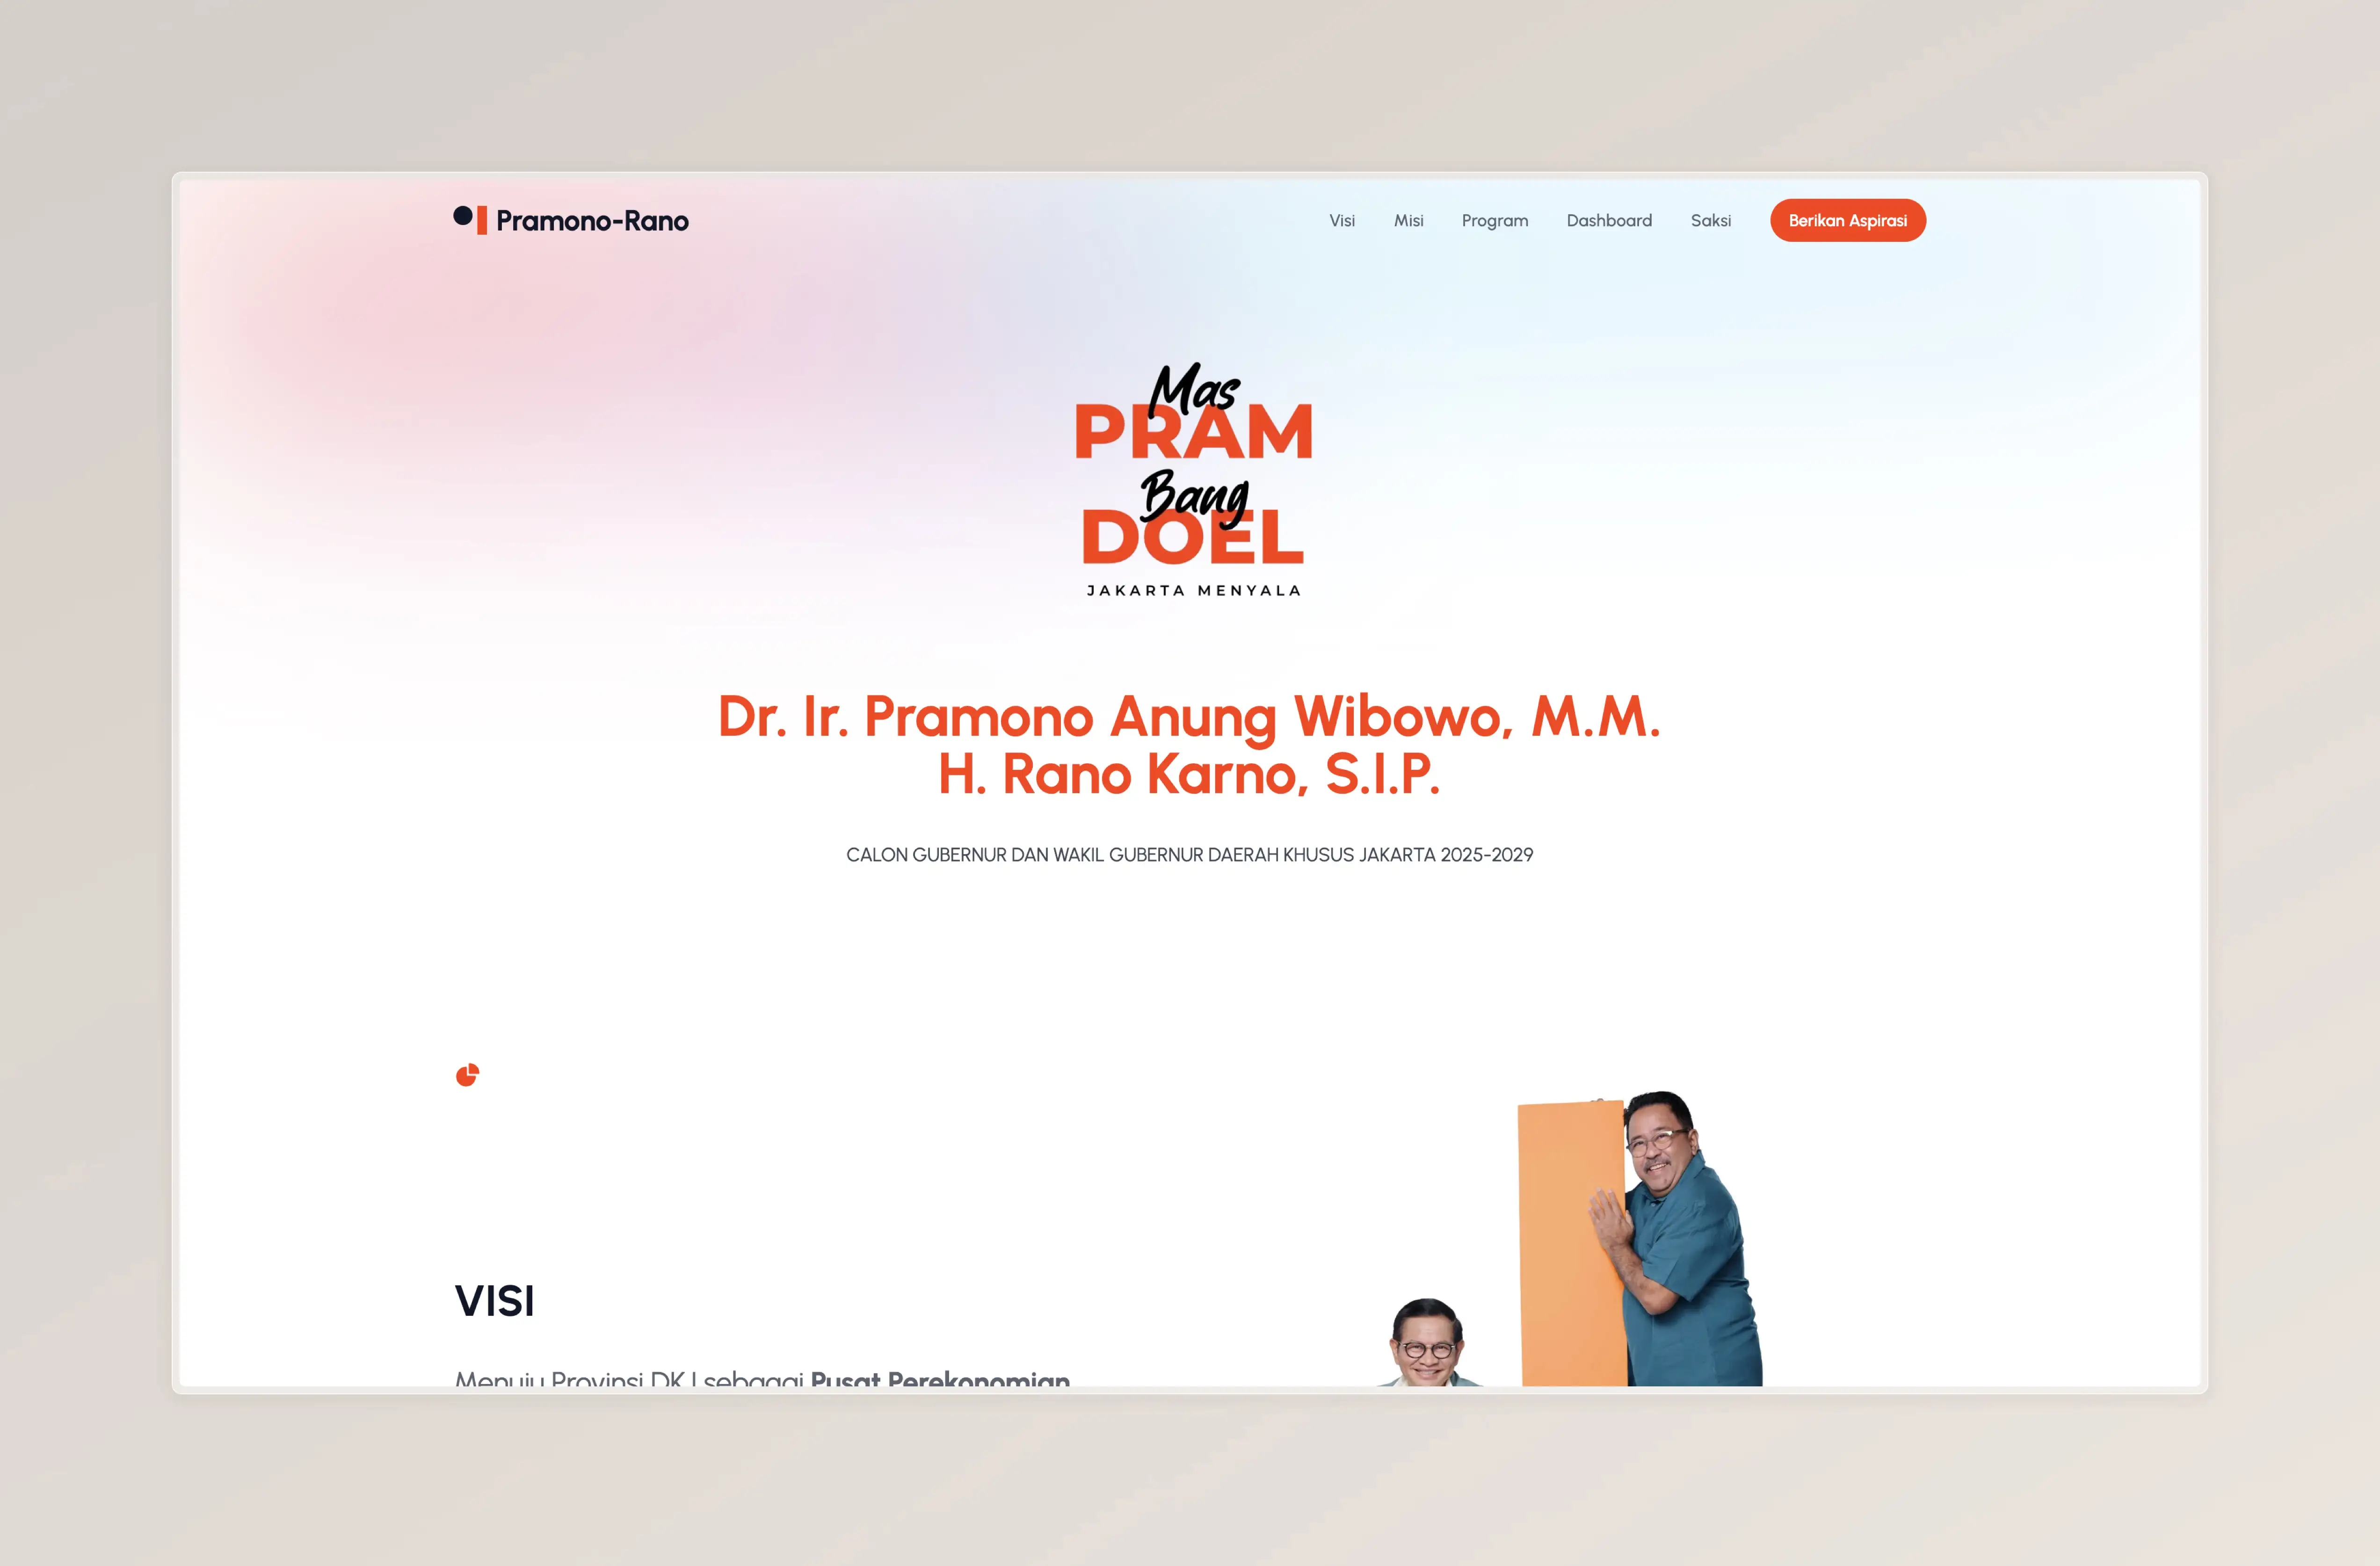 Pramono-Rano
Visi
Misi
Program
Dashboard
Saksi
Berikan Aspirasi
Mas
PRAM
Bang
DOEL
JAKARTA MENYALA
Dr. Ir. Pramono Anung Wibowo, M.M.
H. Rano Karno, S.I.P.
CALON GUBERNUR DAN WAKIL GUBERNUR DAERAH KHUSUS JAKARTA 2025-2029
VISI
Menuju Provinsi DKJ sebagai Pusat Perekonomian